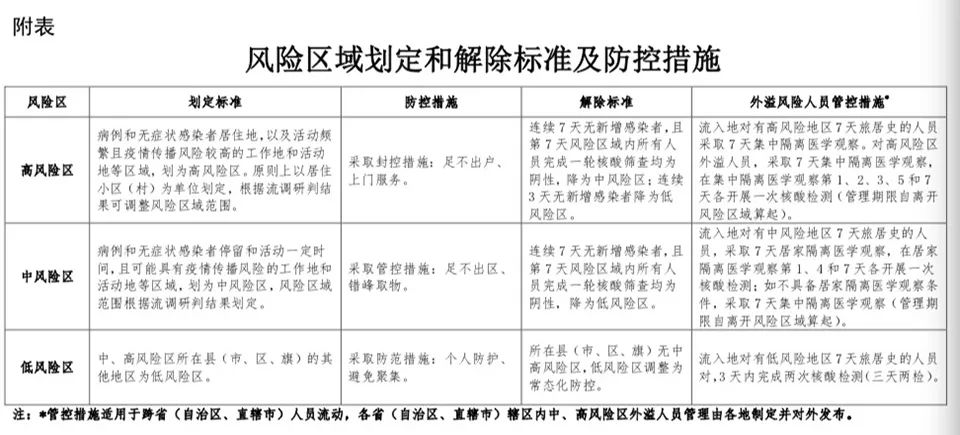 附表
风险区域划定和解除标准及防控措施
风险区
划定标准
防控措施
解除标准
外溢风险人员管控措施*
高风险区
病例和无症状感染者居住地,以及活动频
繁且疫情传播风险较高的工作地和活动
地等区域,划为高风险区。原则上以居住
小区（村）为单位划定，根据流调研判结
果可调整风险区域范围。
采取封控措施：足不出户、
上门服务。
连续7天无新增感染者，且
第7天风险区域内所有人
员完成一轮核酸筛查均为
阴性，降为中风险区；连续
3天无新增感染者降为低
风险区。
流入地对有高风险地区7天旅居史的人员
采取7天集中隔离医学观察。对高风险区
外溢人员，采取7天集中隔离医学观察，
在集中隔离医学观察第1、2、3、5和7
天各开展一次核酸检测（管理期限自离开
风险区域算起）。
中风险区
病例和无症状感染者停留和活动一定时
间,且可能具有疫情传播风险的工作地和
活动地等区域，划为中风险区，风险区域
范围根据流调研判结果划定。
采取管控措施：足不出区、
错峰取物。
连续7天无新增感染者，且
第7天风险区域内所有人
员完成一轮核酸筛查均为
阴性，降为低风险区。
流入地对有中风险地区7天旅居史的人
员，采取7天居家隔离医学观察，在居家
隔离医学观察第1、4和7天各开展一次
核酸检测；如不具备居家隔离医学观察条
件，采取7天集中隔离医学观察（管理期
限自离开风险区域算起）。
低风险区
中、高风险区所在县（市、区、旗）的其
他地区为低风险区。
采取防范措施：个人防护、
避免聚集。
所在县（市、区、旗）无中
高风险区，低风险区调整为
常态化防控。
流入地对有低风险地区7天旅居史的人员
对,3天内完成两次核酸检测(三天两检)。
注：*管控措施适用于跨省（自治区、直辖市）人员流动，各省（自治区、直辖市）辖区内中、高风险区外溢人员管理由各地制定并对外发布。